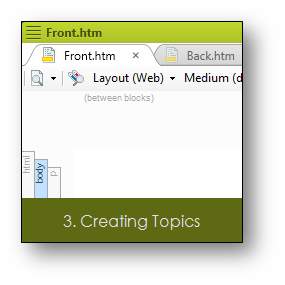 Front.htm
Front.htm × Back.htm
Layout (Web) Medium (d
(between blocks)
html
body
p
3. Creating Topics